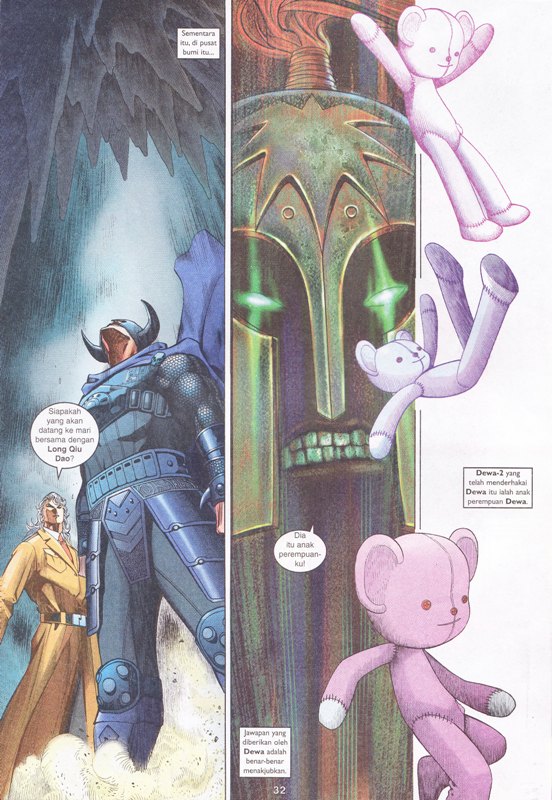 Sementara
itu, di pusat
bumi itu...
Siapakah
yang akan
datang ke mari
bersama dengan
Long Qiu
Dao?
Dia
itu anak
perempuan-
ku!
Dewa-2 yang
telah menderhakai
Dewa itu ialah anak
perempuan Dewa.
Jawapan yang
diberikan oleh
Dewa adalah
benar-benar
menakjubkan.
32